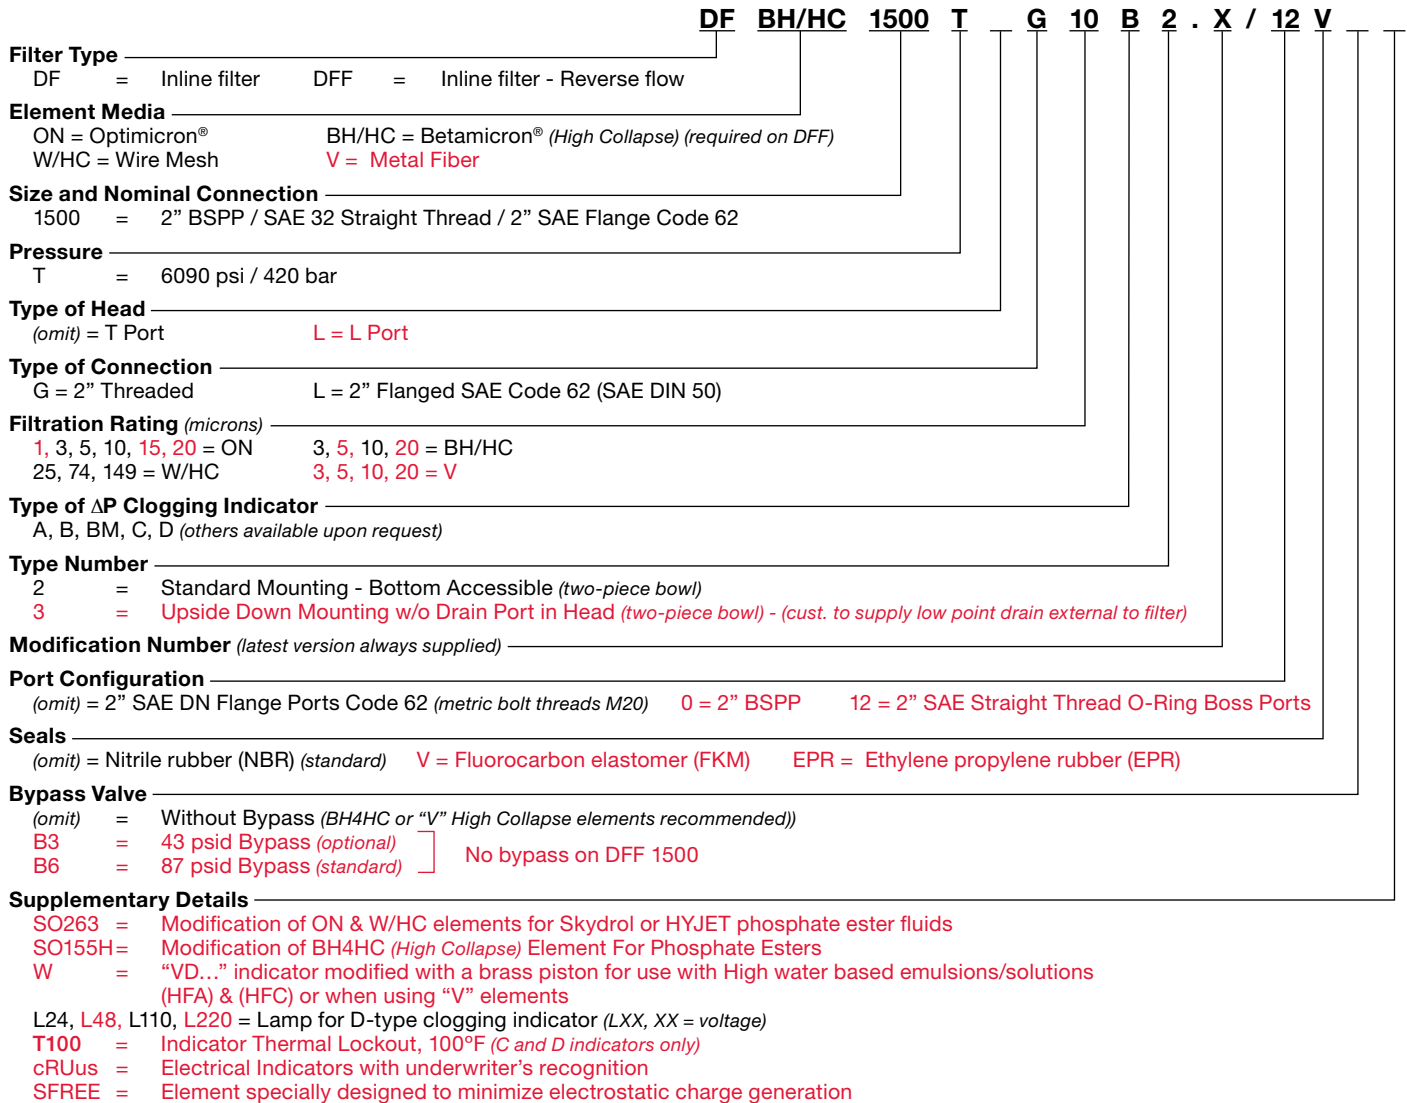 DF BH/HC 1500 T _ G 10 B 2 . X / 12 V _ _
Filter Type
DF = Inline filter DFF = Inline filter - Reverse flow
Element Media
ON = Optimicron® BH/HC = Betamicron® (High Collapse) (required on DFF)
W/HC = Wire Mesh V = Metal Fiber
Size and Nominal Connection
1500 = 2” BSPP / SAE 32 Straight Thread / 2” SAE Flange Code 62
Pressure
T = 6090 psi / 420 bar
Type of Head
(omit) = T Port L = L Port
Type of Connection
G = 2” Threaded L = 2” Flanged SAE Code 62 (SAE DIN 50)
Filtration Rating (microns)
1, 3, 5, 10, 15, 20 = ON 3, 5, 10, 20 = BH/HC
25, 74, 149 = W/HC 3, 5, 10, 20 = V
Type of ∆P Clogging Indicator
A, B, BM, C, D (others available upon request)
Type Number
2 = Standard Mounting - Bottom Accessible (two-piece bowl)
3 = Upside Down Mounting w/o Drain Port in Head (two-piece bowl) - (cust. to supply low point drain external to filter)
Modification Number (latest version always supplied)
Port Configuration
(omit) = 2” SAE DN Flange Ports Code 62 (metric bolt threads M20) 0 = 2” BSPP 12 = 2” SAE Straight Thread O-Ring Boss Ports
Seals
(omit) = Nitrile rubber (NBR) (standard) V = Fluorocarbon elastomer (FKM) EPR = Ethylene propylene rubber (EPR)
Bypass Valve
(omit) = Without Bypass (BH4HC or “V” High Collapse elements recommended))
B3 = 43 psid Bypass (optional)
No bypass on DFF 1500
B6 = 87 psid Bypass (standard)
Supplementary Details
SO263 = Modification of ON & W/HC elements for Skydrol or HYJET phosphate ester fluids
SO155H = Modification of BH4HC (High Collapse) Element For Phosphate Esters
W = “VD…” indicator modified with a brass piston for use with High water based emulsions/solutions
(HFA) & (HFC) or when using “V” elements
L24, L48, L110, L220 = Lamp for D-type clogging indicator (LXX, XX = voltage)
T100 = Indicator Thermal Lockout, 100°F (C and D indicators only)
cRUus = Electrical Indicators with underwriter’s recognition
SFREE = Element specially designed to minimize electrostatic charge generation